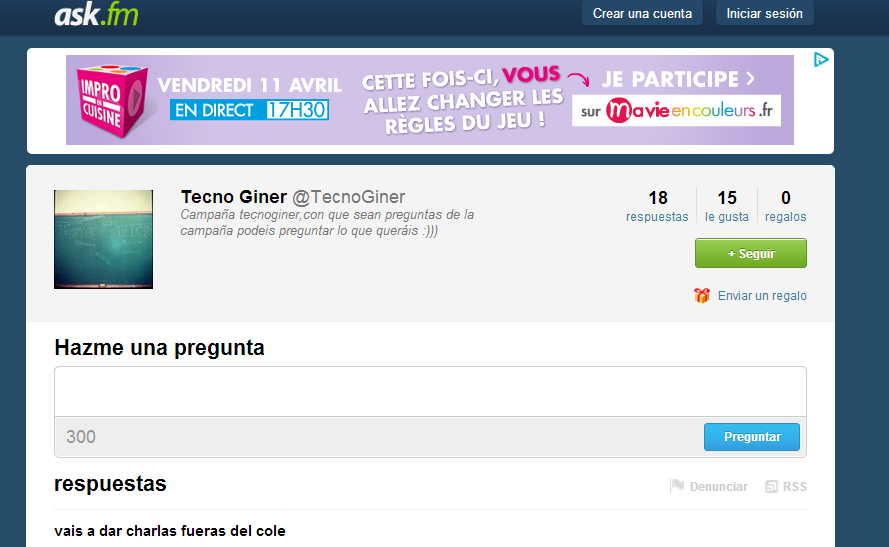 ask.fm
Crear una cuenta
Iniciar sesión
IMPRO
EN
CUISINE
VENDREDI 11 AVRIL
EN DIRECT 17H30
CETTE FOIS-CI, VOUS
ALLEZ CHANGER LES
RÈGLES DU JEU !
JE PARTICIPE >
sur mavieencouleurs.fr
Tecno Giner @TecnoGiner
Campaña tecnoginer,con que sean preguntas de la
campaña podeis preguntar lo que queráis :)))
18
respuestas
15
le gusta
0
regalos
+ Seguir
Enviar un regalo
Hazme una pregunta
300
Preguntar
respuestas
Denunciar
RSS
vais a dar charlas fueras del cole